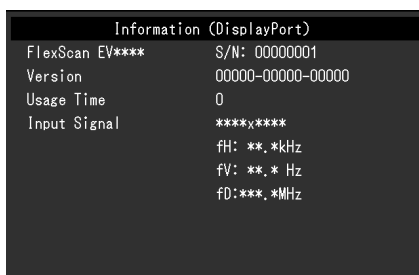 Information (DisplayPort)
FlexScan EV**** S/N: 00000001
Version 00000-00000-00000
Usage Time 0
Input Signal ****x****
fH: **.*kHz
fV: **.* Hz
fD:***.*MHz